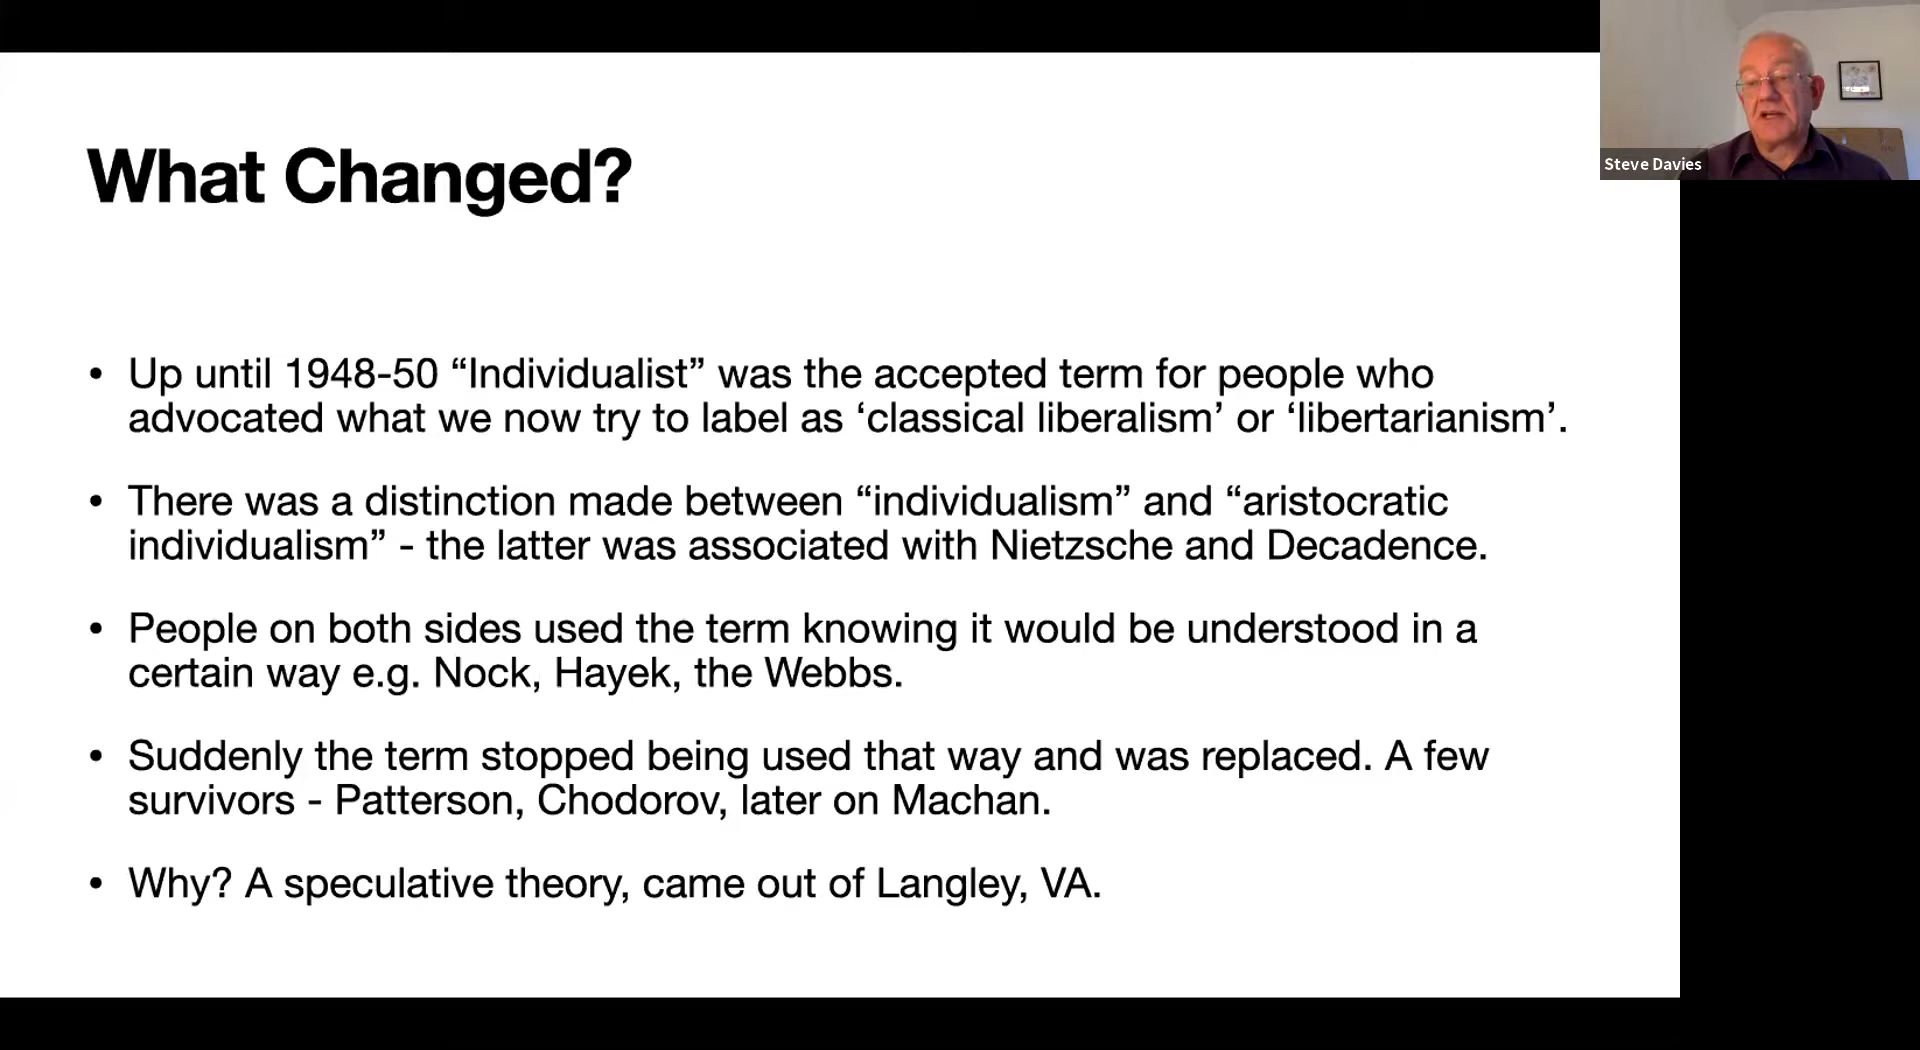 What Changed?
• Up until 1948-50 “Individualist” was the accepted term for people who
advocated what we now try to label as ‘classical liberalism’ or ‘libertarianism’.
• There was a distinction made between “individualism” and “aristocratic
individualism” - the latter was associated with Nietzsche and Decadence.
• People on both sides used the term knowing it would be understood in a
certain way e.g. Nock, Hayek, the Webbs.
• Suddenly the term stopped being used that way and was replaced. A few
survivors - Patterson, Chodorov, later on Machan.
• Why? A speculative theory, came out of Langley, VA.
Steve Davies